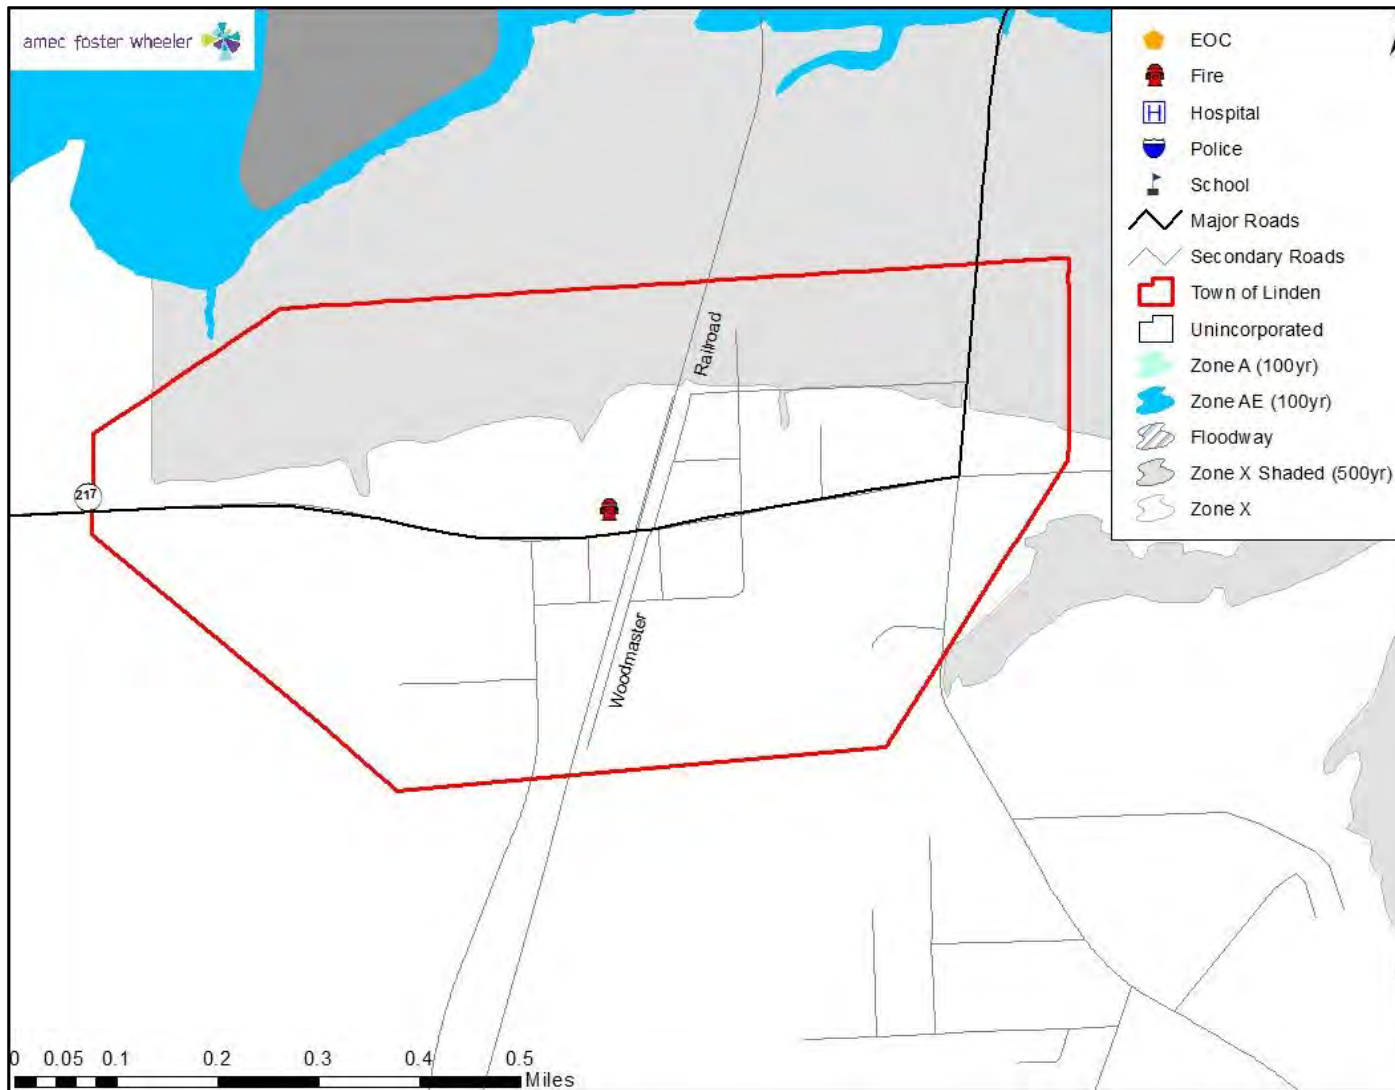 amec foster wheeler
EOC
Fire
H
Hospital
Police
School
Major Roads
Secondary Roads
Town of Linden
Unincorporated
Zone A (100yr)
Zone AE (100yr)
Floodway
Zone X Shaded (500yr)
Zone X
Railroad
217
Woodmaster
0 0.05 0.1 0.2 0.3 0.4 0.5
Miles